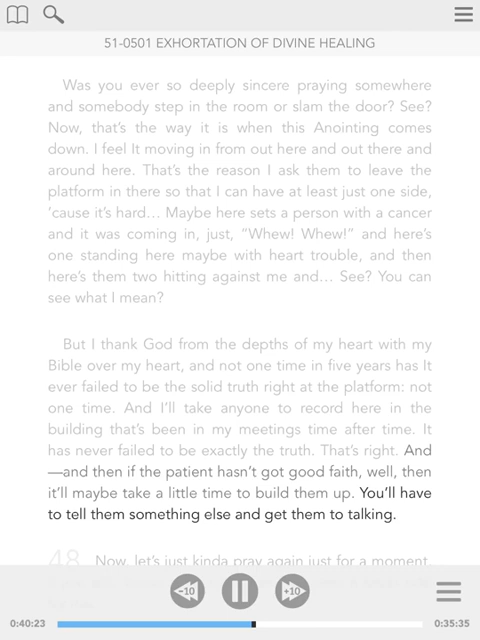 51-0501 EXHORTATION OF DIVINE HEALING
Was you ever so deeply sincere praying somewhere
and somebody step in the room or slam the door? See?
Now, that's the way it is when this Anointing comes
down. I feel It moving in from out here and out there and
around here. That's the reason I ask them to leave the
platform in there so that I can have at least just one side,
'cause it's hard… Maybe here sets a person with a cancer
and it was coming in, just, "Whew! Whew!" and here's
one standing here maybe with heart trouble, and then
here's them two hitting against me and… See? You can
see what I mean?
But I thank God from the depths of my heart with my
Bible over my heart, and not one time in five years has It
ever failed to be the solid truth right at the platform: not
one time. And I'll take anyone to record here in the
building that's been in my meetings time after time. It
has never failed to be exactly the truth. That's right. And
—and then if the patient hasn't got good faith, well, then
it'll maybe take a little time to build them up. You'll have
to tell them something else and get them to talking.
48 Now, let's just kinda pray again just for a moment,
-10 +10
0:40:23 0:35:35